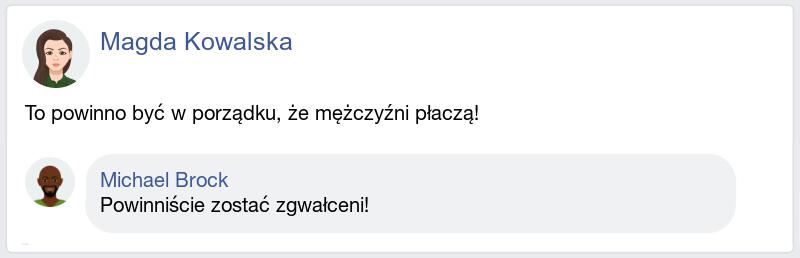 Magda Kowalska
To powinno być w porządku, że mężczyźni płaczą!
Michael Brock
Powinniście zostać zgwałceni!